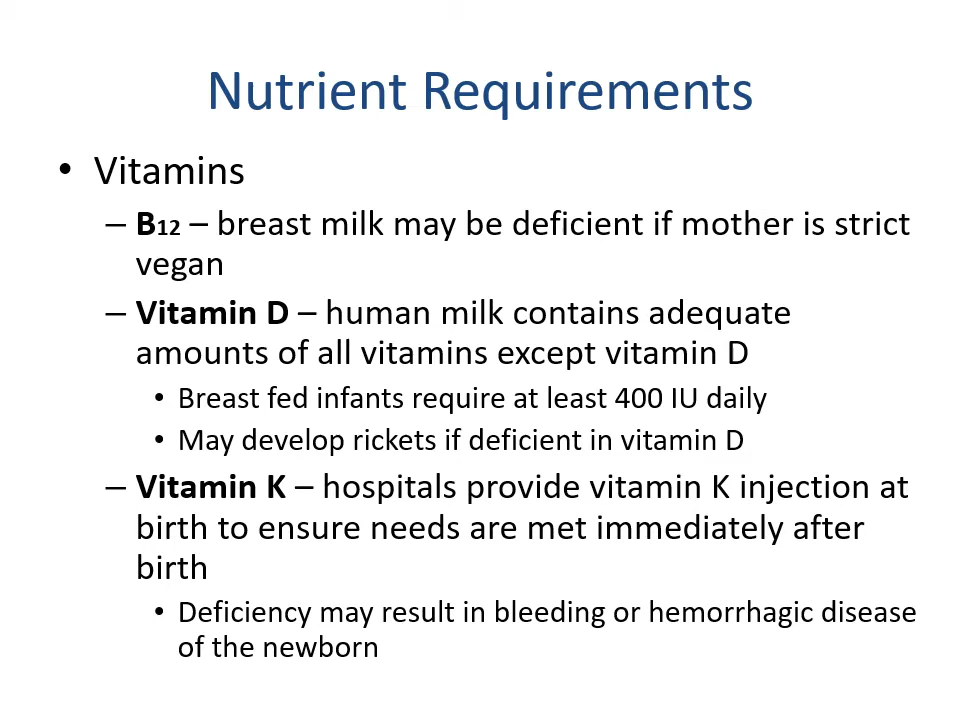 Nutrient Requirements
• Vitamins
– B12 – breast milk may be deficient if mother is strict
vegan
– Vitamin D – human milk contains adequate
amounts of all vitamins except vitamin D
• Breast fed infants require at least 400 IU daily
• May develop rickets if deficient in vitamin D
– Vitamin K – hospitals provide vitamin K injection at
birth to ensure needs are met immediately after
birth
• Deficiency may result in bleeding or hemorrhagic disease
of the newborn